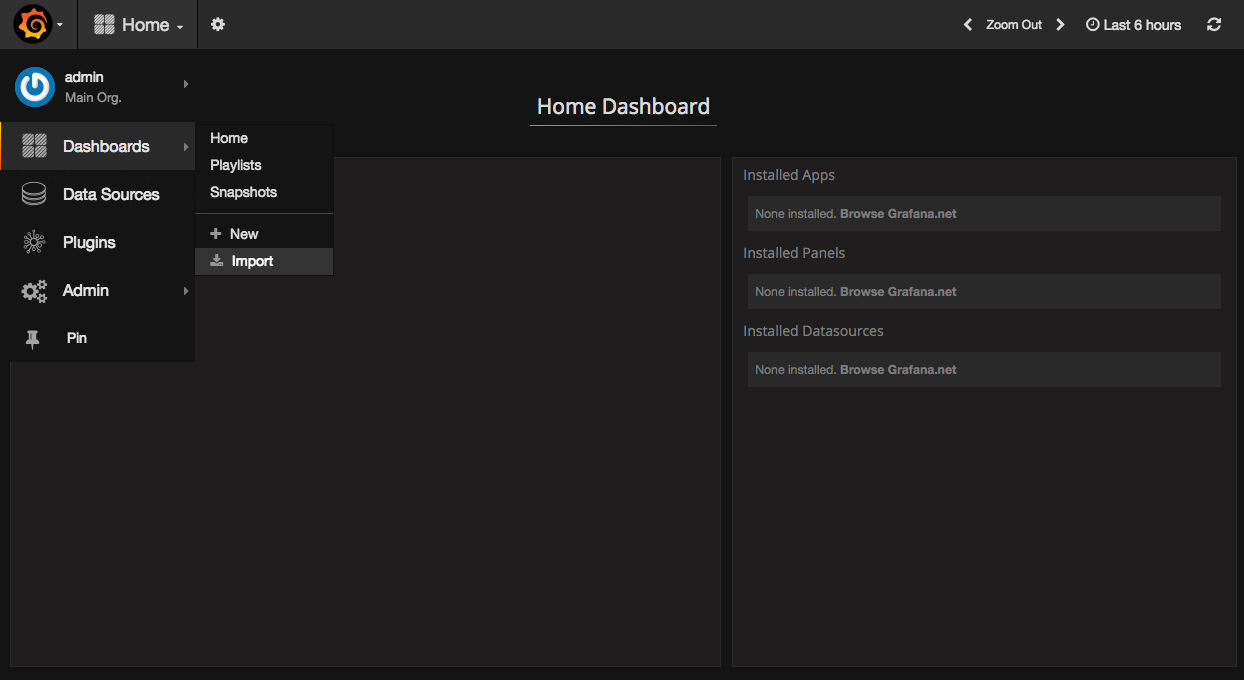 Home
Zoom Out
Last 6 hours
admin
Main Org.
Dashboards
Data Sources
Plugins
Admin
Pin
Home
Playlists
Snapshots
New
Import
Home Dashboard
Installed Apps
None installed. Browse Grafana.net
Installed Panels
None installed. Browse Grafana.net
Installed Datasources
None installed. Browse Grafana.net